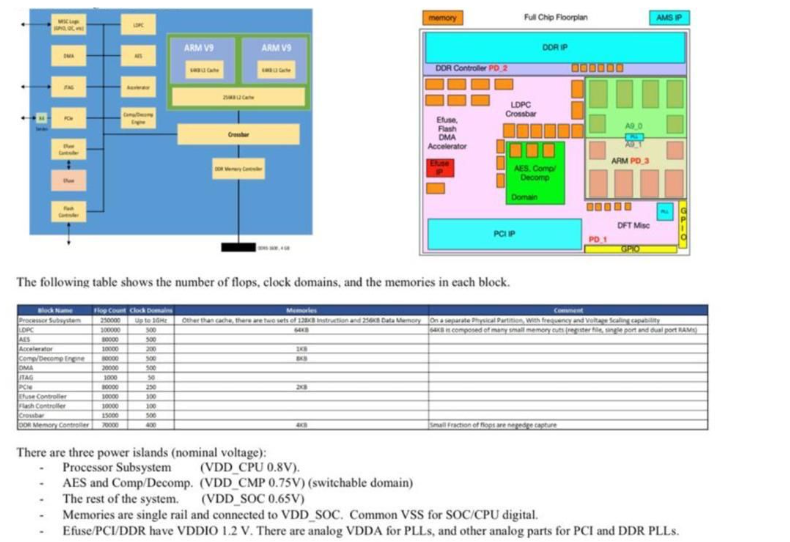 MISC Logic
(GPIO, I2C, etc)
LDPC
DMA
AES
JTAG
Accelerator
PCIe
Comp/Decomp
Engine
Efuse
Controller
Efuse
Flash
Controller
ARM V9
ARM V9
64KB L1 Cache
64KB L1 Cache
256KB L2 Cache
Crossbar
DDR Memory Controller
memory
Full Chip Floorplan
AMS IP
DDR IP
DDR Controller PD_2
LDPC
Crossbar
Efuse,
Flash
DMA
Accelerator
Efuse
IP
AES, Comp/
Decomp
Domain
A9_0
PLL
A9_1
ARM PD_3
PCI IP
PLL
DFT Misc
PD_1
GPIO
GPIO
The following table shows the number of flops, clock domains, and the memories in each block.
Block Name Flop Count Clock Domains Memories Comment
Processor Subsystem 250000 Up to 1GHz Other than cache, there are two sets of 128KB Instruction and 256KB Data Memory On a separate Physical Partition, With frequency and Voltage Scaling capability
LDPC 100000 500 64KB 64KB is composed of many small memory cuts (register file, single port and dual port RAMs)
AES 80000 500
Accelerator 10000 200 1KB
Comp/Decomp Engine 80000 500 8KB
DMA 20000 500
JTAG 1000 50
PCIe 80000 250 2KB
Efuse Controller 10000 100
Flash Controller 10000 100
Crossbar 15000 500
DDR Memory Controller 70000 400 4KB Small Fraction of flops are negedge capture
There are three power islands (nominal voltage):
- Processor Subsystem (VDD_CPU 0.8V).
- AES and Comp/Decomp. (VDD_CMP 0.75V) (switchable domain)
- The rest of the system. (VDD_SOC 0.65V)
- Memories are single rail and connected to VDD_SOC. Common VSS for SOC/CPU digital.
- Efuse/PCI/DDR have VDDIO 1.2 V. There are analog VDDA for PLLs, and other analog parts for PCI and DDR PLLs.